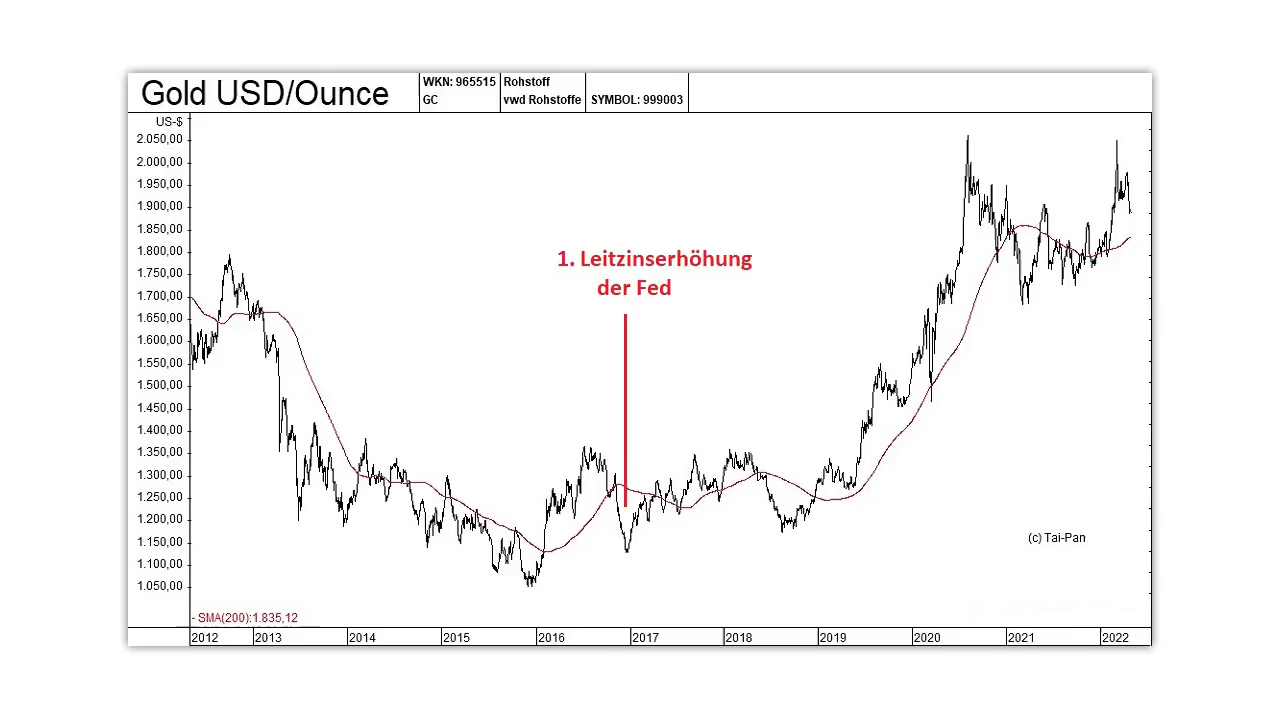 Gold USD/Ounce
WKN: 965515
GC
Rohstoff
vwd Rohstoffe
SYMBOL: 999003
US-$
2.050,00
2.000,00
1.950,00
1.900,00
1.850,00
1.800,00
1.750,00
1.700,00
1.650,00
1.600,00
1.550,00
1.500,00
1.450,00
1.400,00
1.350,00
1.300,00
1.250,00
1.200,00
1.150,00
1.100,00
1.050,00
1. Leitzinserhöhung
der Fed
(c) Tai-Pan
- SMA(200):1.835,12
2012 2013 2014 2015 2016 2017 2018 2019 2020 2021 2022